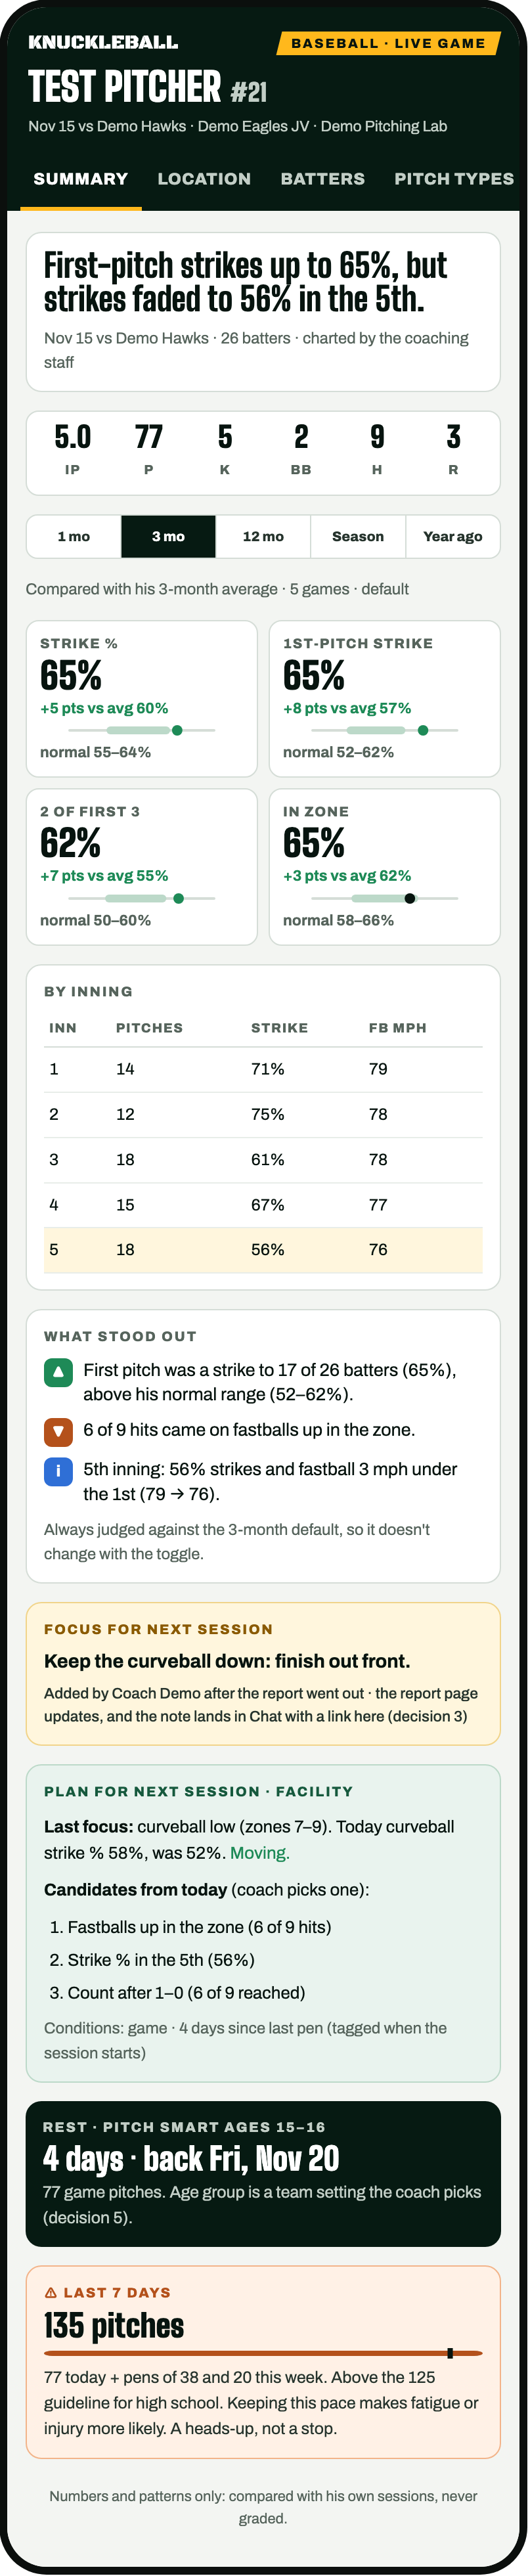 KNUCKLEBALL
BASEBALL · LIVE GAME
TEST PITCHER #21
Nov 15 vs Demo Hawks · Demo Eagles JV · Demo Pitching Lab
SUMMARY LOCATION BATTERS PITCH TYPES
First-pitch strikes up to 65%, but
strikes faded to 56% in the 5th.
Nov 15 vs Demo Hawks · 26 batters · charted by the coaching
staff
5.0 77 5 2 9 3
IP P K BB H R
1 mo 3 mo 12 mo Season Year ago
Compared with his 3-month average · 5 games · default
STRIKE %
65%
+5 pts vs avg 60%
normal 55–64%
1ST-PITCH STRIKE
65%
+8 pts vs avg 57%
normal 52–62%
2 OF FIRST 3
62%
+7 pts vs avg 55%
normal 50–60%
IN ZONE
65%
+3 pts vs avg 62%
normal 58–66%
BY INNING
INN PITCHES STRIKE FB MPH
1 14 71% 79
2 12 75% 78
3 18 61% 78
4 15 67% 77
5 18 56% 76
WHAT STOOD OUT
▲ First pitch was a strike to 17 of 26 batters (65%),
above his normal range (52–62%).
▼ 6 of 9 hits came on fastballs up in the zone.
i 5th inning: 56% strikes and fastball 3 mph under
the 1st (79 → 76).
Always judged against the 3-month default, so it doesn't
change with the toggle.
FOCUS FOR NEXT SESSION
Keep the curveball down: finish out front.
Added by Coach Demo after the report went out · the report page
updates, and the note lands in Chat with a link here (decision 3)
PLAN FOR NEXT SESSION · FACILITY
Last focus: curveball low (zones 7–9). Today curveball
strike % 58%, was 52%. Moving.
Candidates from today (coach picks one):
1. Fastballs up in the zone (6 of 9 hits)
2. Strike % in the 5th (56%)
3. Count after 1–0 (6 of 9 reached)
Conditions: game · 4 days since last pen (tagged when the
session starts)
REST · PITCH SMART AGES 15–16
4 days · back Fri, Nov 20
77 game pitches. Age group is a team setting the coach picks
(decision 5).
⚠ LAST 7 DAYS
135 pitches
77 today + pens of 38 and 20 this week. Above the 125
guideline for high school. Keeping this pace makes fatigue or
injury more likely. A heads-up, not a stop.
Numbers and patterns only: compared with his own sessions, never
graded.